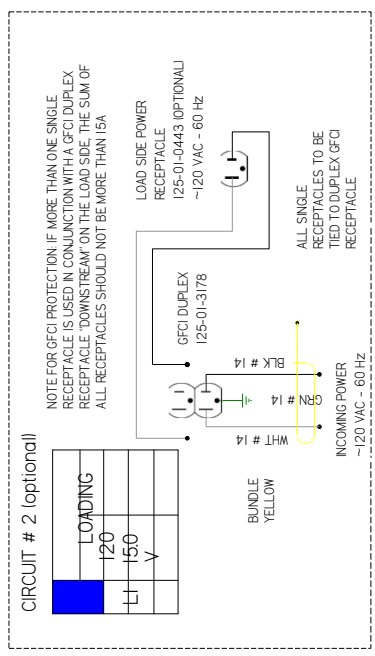 CIRCUIT # 2 (optional)
LOADING
120
L1
15.0
V
NOTE FOR GFCI PROTECTION: IF MORE THAN ONE SINGLE
RECEPTACLE IS USED IN CONJUNCTION WITH A GFCI DUPLEX
RECEPTACLE "DOWNSTREAM" ON THE LOAD SIDE, THE SUM OF
ALL RECEPTACLES SHOULD NOT BE MORE THAN 15A
LOAD SIDE POWER
RECEPTACLE
125-01-0443 (OPTIONAL)
~120 VAC - 60 Hz
GFCI DUPLEX
125-01-3178
BUNDLE
YELLOW
WHT # 14
GRN # 14
BLK # 14
INCOMING POWER
~120 VAC - 60 Hz
ALL SINGLE
RECEPTACLES TO BE
TIED TO DUPLEX GFCI
RECEPTACLE